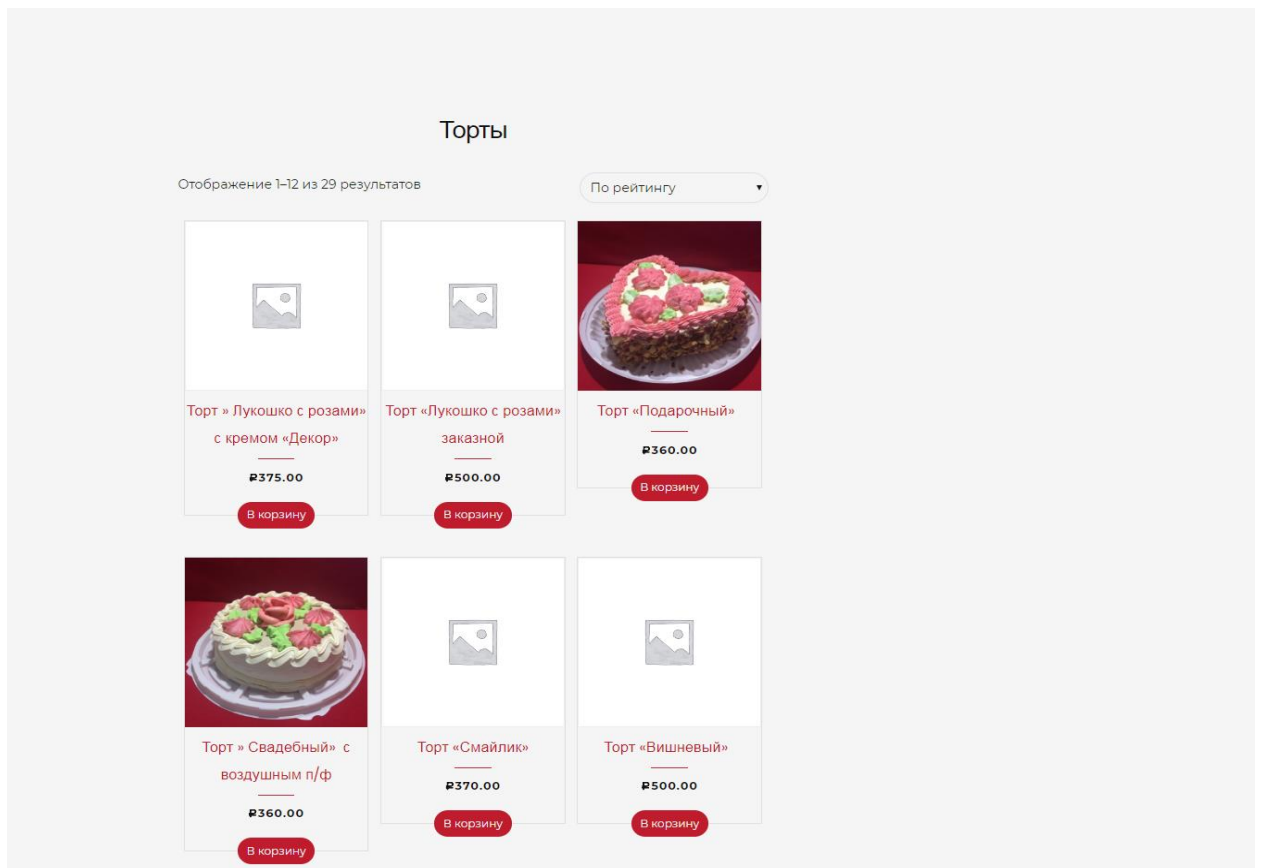 Торты
Отображение 1–12 из 29 результатов
По рейтингу
Торт » Лукошко с розами»
с кремом «Декор»
₽375.00
В корзину
Торт «Лукошко с розами»
заказной
₽500.00
В корзину
Торт «Подарочный»
₽360.00
В корзину
Торт » Свадебный» с
воздушным п/ф
₽360.00
В корзину
Торт «Смайлик»
₽370.00
В корзину
Торт «Вишневый»
₽500.00
В корзину